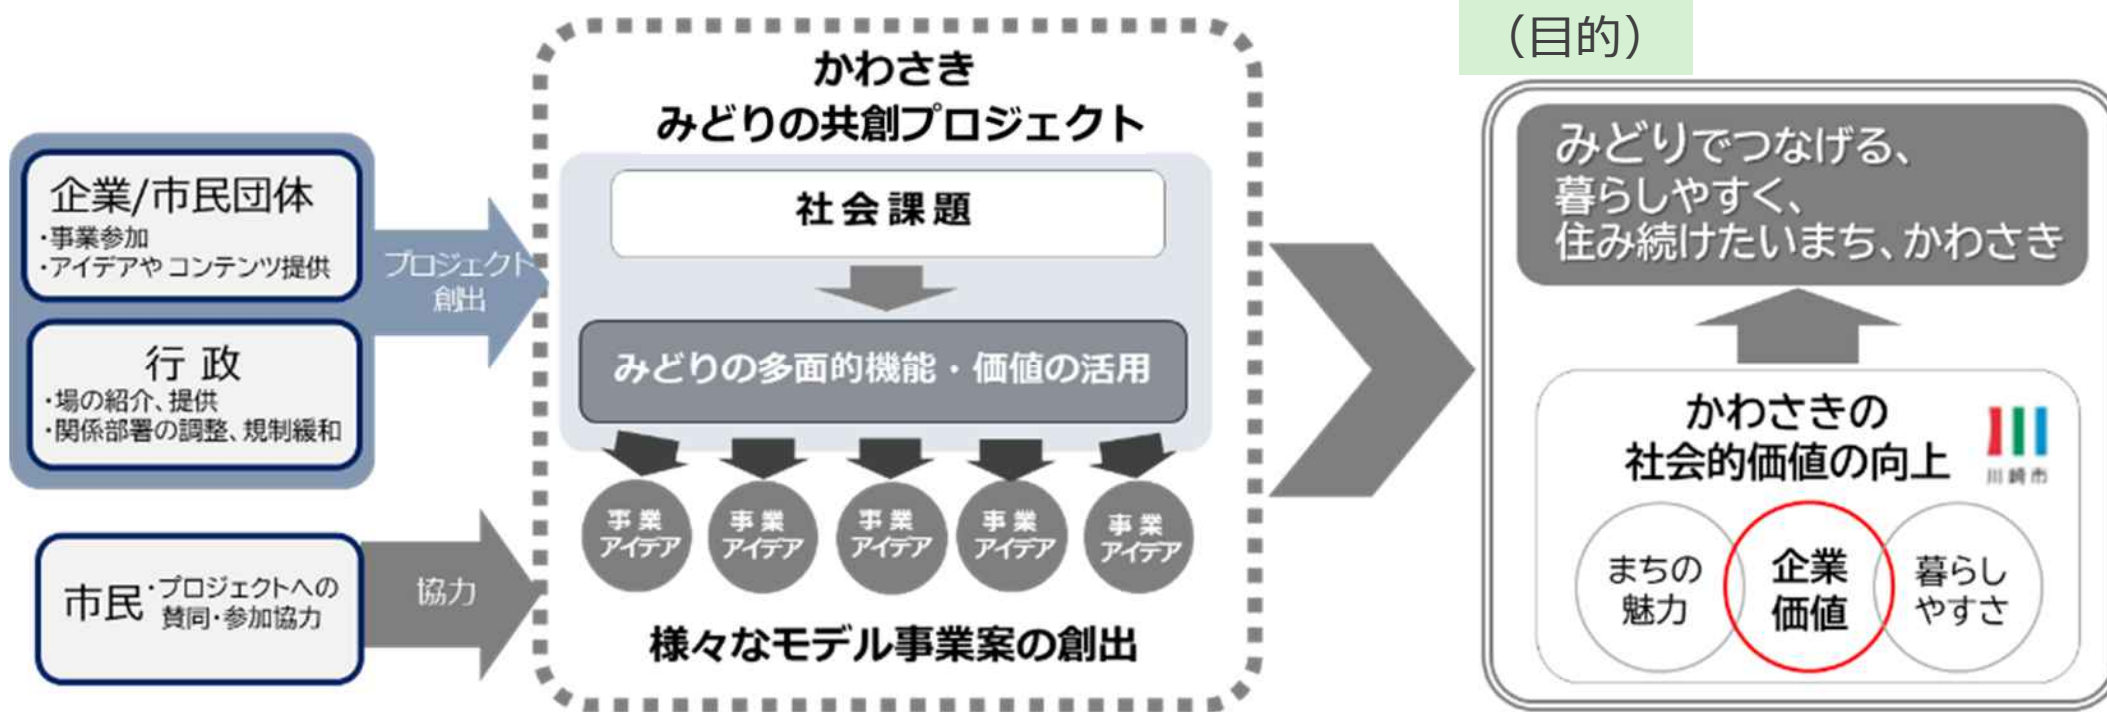 (目的)
企業/市民団体
・事業参加
・アイデアやコンテンツ提供
行 政
・場の紹介、提供
・関係部署の調整、規制緩和
プロジェクト
創出
市民
・プロジェクトへの
賛同・参加協力
協力
かわさき
みどりの共創プロジェクト
社会課題
みどりの多面的機能・価値の活用
事業
アイデア
事業
アイデア
事業
アイデア
事業
アイデア
事業
アイデア
様々なモデル事業案の創出
みどりでつなげる、
暮らしやすく、
住み続けたいまち、かわさき
かわさきの
社会的価値の向上
川崎市
まちの
魅力
企業
価値
暮らし
やすさ